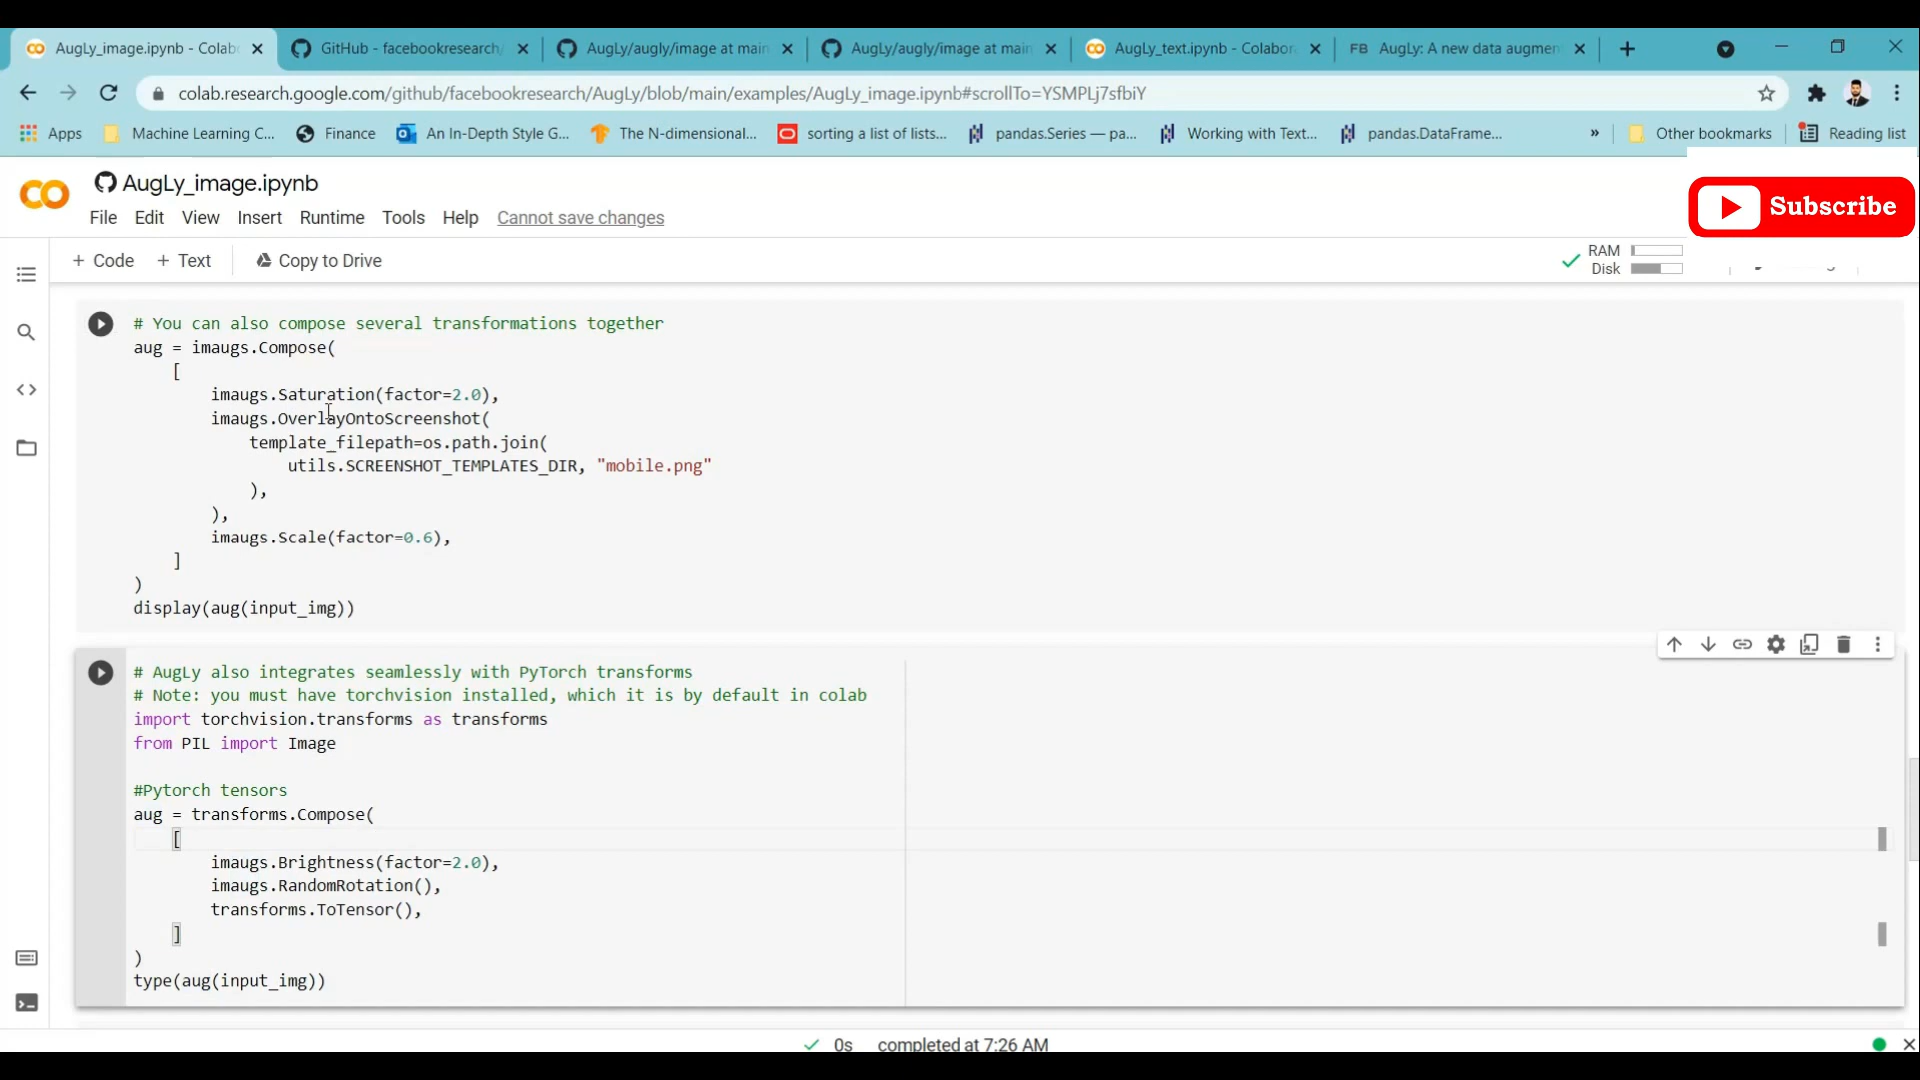 AugLy_image.ipynb - Colab
GitHub - facebookresearch/
AugLy/augly/image at main
AugLy/augly/image at main
AugLy_text.ipynb - Colabor
FB AugLy: A new data augmen
colab.research.google.com/github/facebookresearch/AugLy/blob/main/examples/AugLy_image.ipynb#scrollTo=YSMPLj7sfbiY
Apps
Machine Learning C...
Finance
An In-Depth Style G...
The N-dimensional...
sorting a list of lists...
pandas.Series — pa...
Working with Text...
pandas.DataFrame...
»
Other bookmarks
Reading list
AugLy_image.ipynb
File Edit View Insert Runtime Tools Help Cannot save changes
Subscribe
+ Code + Text Copy to Drive
RAM
Disk
# You can also compose several transformations together
aug = imaugs.Compose(
[
imaugs.Saturation(factor=2.0),
imaugs.OverlayOntoScreenshot(
template_filepath=os.path.join(
utils.SCREENSHOT_TEMPLATES_DIR, "mobile.png"
),
),
imaugs.Scale(factor=0.6),
]
)
display(aug(input_img))
# AugLy also integrates seamlessly with PyTorch transforms
# Note: you must have torchvision installed, which it is by default in colab
import torchvision.transforms as transforms
from PIL import Image
#Pytorch tensors
aug = transforms.Compose(
[
imaugs.Brightness(factor=2.0),
imaugs.RandomRotation(),
transforms.ToTensor(),
]
)
type(aug(input_img))
0s completed at 7:26 AM